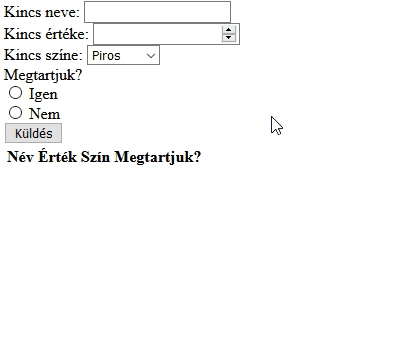 Kincs neve:
Kincs értéke:
Kincs színe: Piros
Megtartjuk?
Igen
Nem
Küldés
Név Érték Szín Megtartjuk?